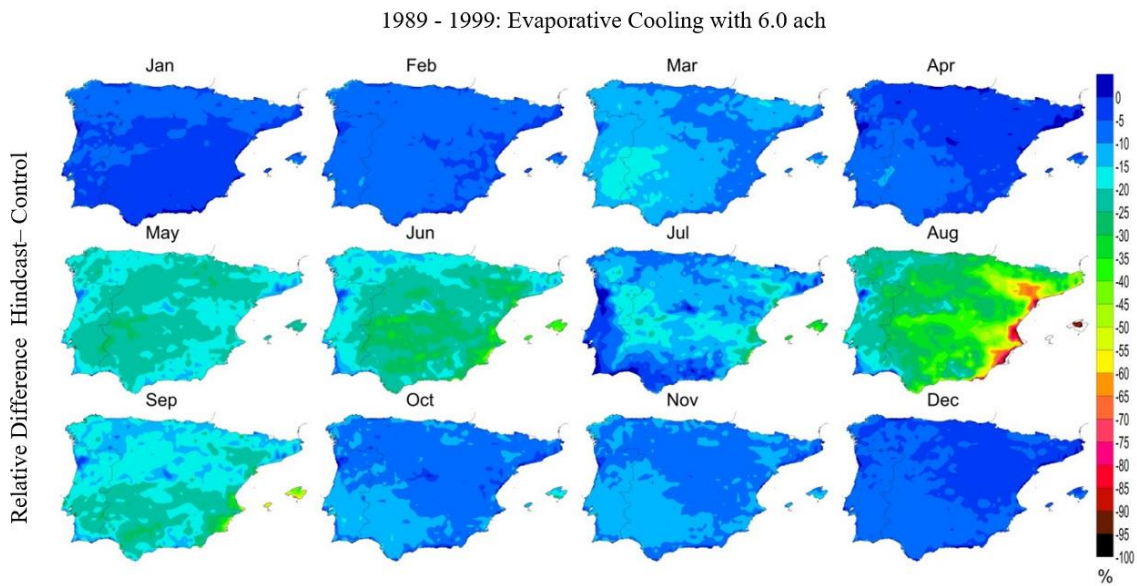 1989 - 1999: Evaporative Cooling with 6.0 ach
Relative Difference Hindcast– Control
Jan
Feb
Mar
Apr
May
Jun
Jul
Aug
Sep
Oct
Nov
Dec
0
-5
-10
-15
-20
-25
-30
-35
-40
-45
-50
-55
-60
-65
-70
-75
-80
-85
-90
-95
-100
%